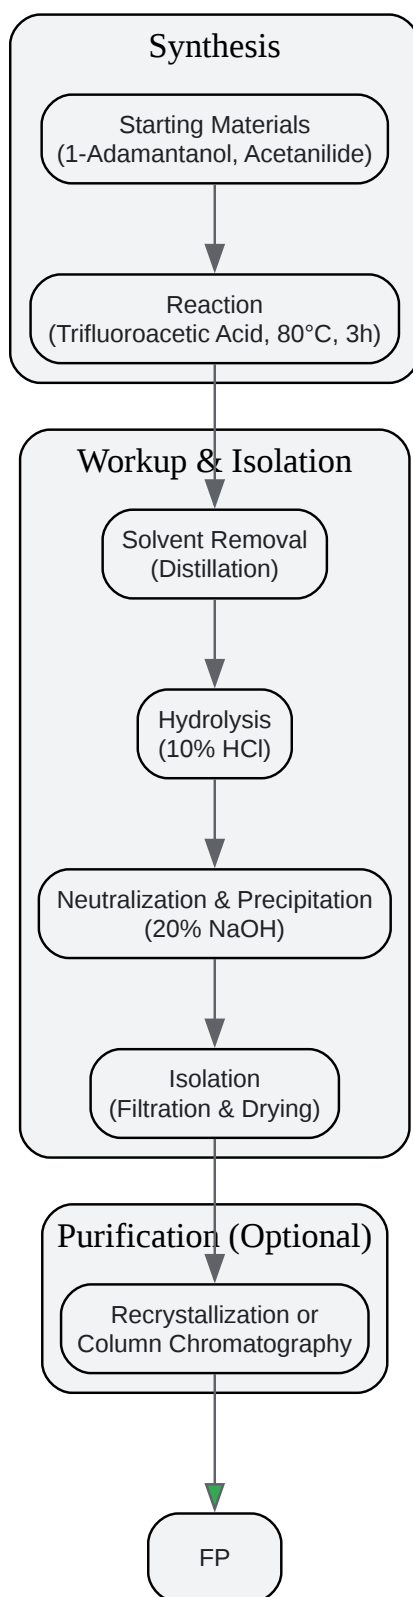 Synthesis
Starting Materials
(1-Adamantanol, Acetanilide)
Reaction
(Trifluoroacetic Acid, 80°C, 3h)
Workup & Isolation
Solvent Removal
(Distillation)
Hydrolysis
(10% HCl)
Neutralization & Precipitation
(20% NaOH)
Isolation
(Filtration & Drying)
Purification (Optional)
Recrystallization or
Column Chromatography
FP